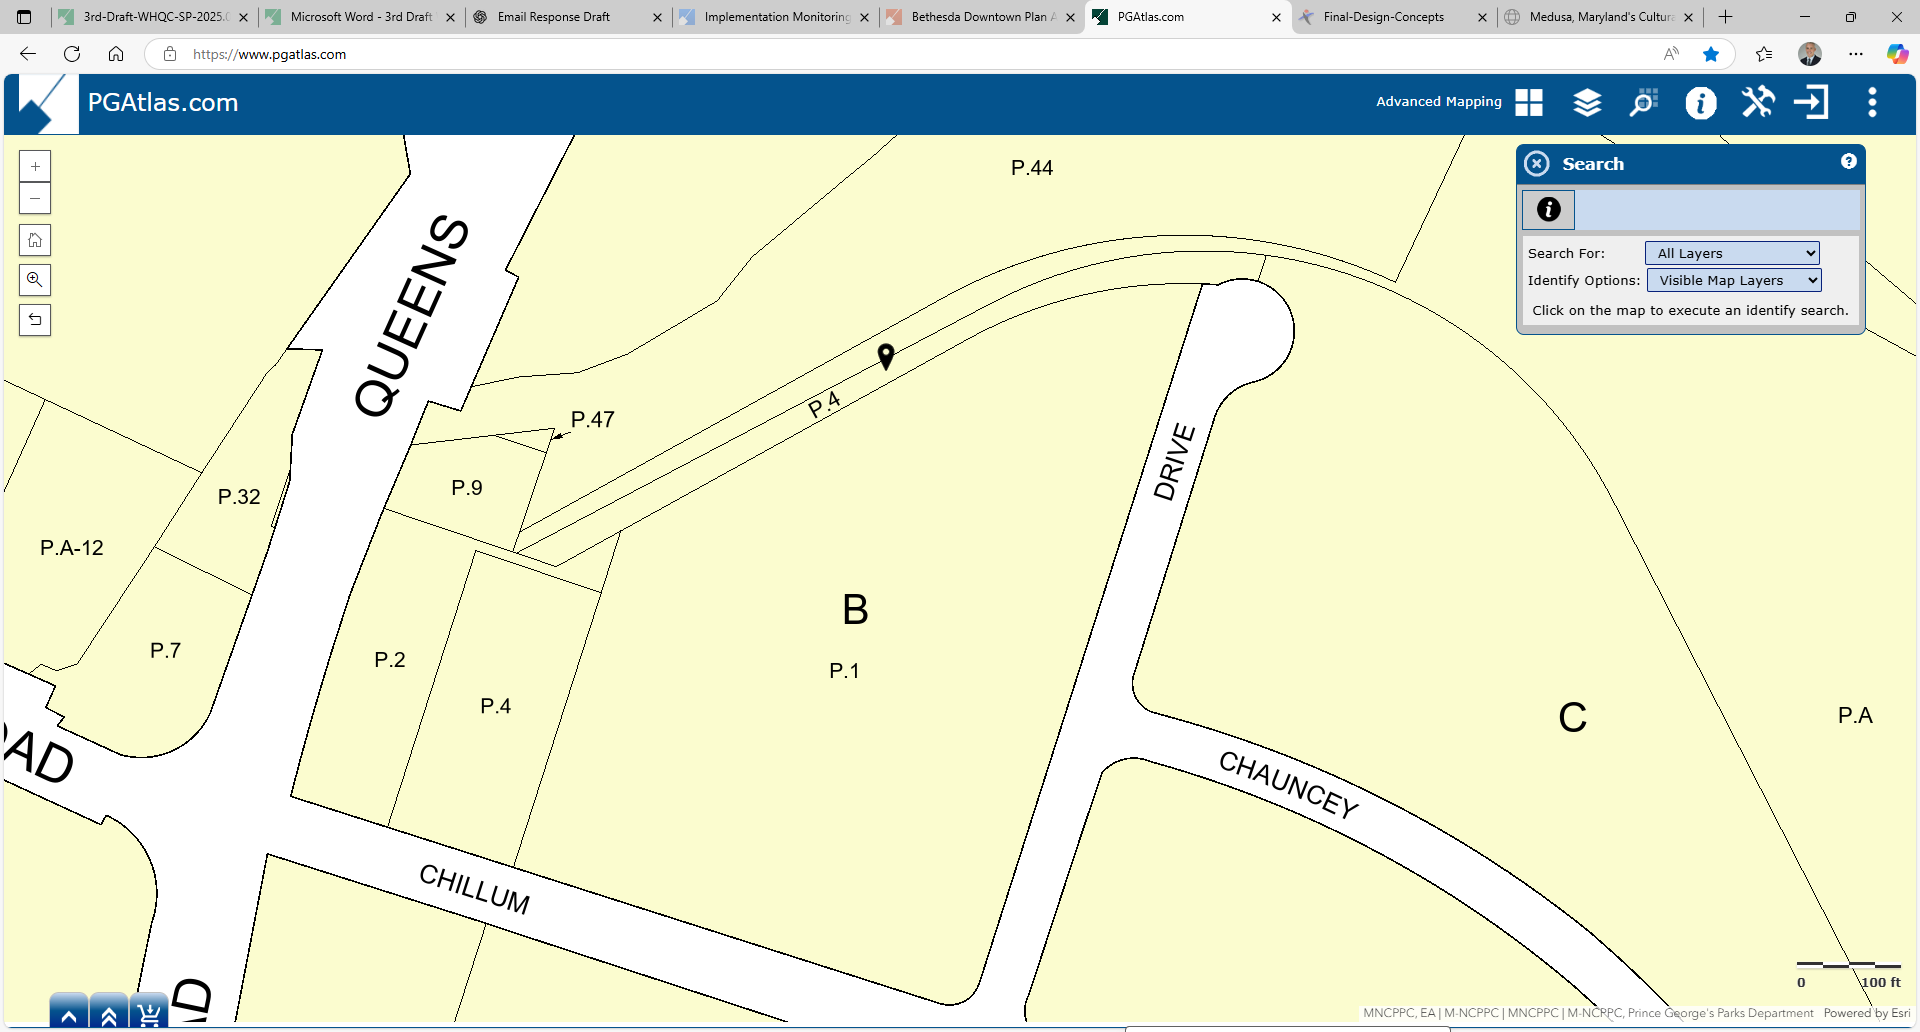 3rd-Draft-WHQC-SP-2025.0
Microsoft Word - 3rd Draft
Email Response Draft
Implementation Monitoring
Bethesda Downtown Plan A
PGAtlas.com
Final-Design-Concepts
Medusa, Maryland's Cultura
https://www.pgatlas.com
PGAtlas.com
Advanced Mapping
Search
Search For:
All Layers
Identify Options:
Visible Map Layers
Click on the map to execute an identify search.
P.44
QUEENS
P.4
P.47
P.9
P.32
P.A-12
DRIVE
B
P.7
P.2
P.1
P.4
C
P.A
OAD
CHAUNCEY
CHILLUM
AD
0
100 ft
MNCPPC, EA | M-NCPPC | MNCPPC | M-NCPPC, Prince George's Parks Department
Powered by Esri